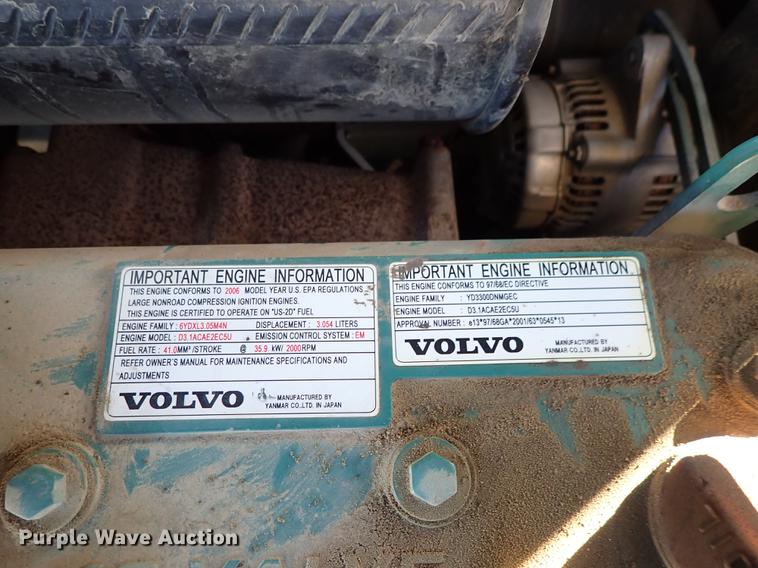 IMPORTANT ENGINE INFORMATION
THIS ENGINE CONFORMS TO 2006 MODEL YEAR U.S. EPA REGULATIONS
LARGE NONROAD COMPRESSION IGNITION ENGINES.
THIS ENGINE IS CERTIFIED TO OPERATE ON "US-2D" FUEL
ENGINE FAMILY : 6YDXL3.05M4N DISPLACEMENT : 3.054 LITERS
ENGINE MODEL : D3.1ACAE2EC5U EMISSION CONTROL SYSTEM : EM
FUEL RATE : 41.0MM³/STROKE @ 35.9 kW/ 2000RPM
REFER OWNER'S MANUAL FOR MAINTENANCE SPECIFICATIONS AND
ADJUSTMENTS
VOLVO MANUFACTURED BY
YANMAR CO.,LTD. IN JAPAN
IMPORTANT ENGINE INFORMATION
THIS ENGINE CONFORMS TO 97/68/EC DIRECTIVE
ENGINE FAMILY : YD3300DNMGEC
ENGINE MODEL : D3.1ACAE2EC5U
APPROVAL NUMBER : e13*97/68GA*2001/63*0545*13
VOLVO MANUFACTURED BY
YANMAR CO.,LTD. IN JAPAN
Purple Wave Auction